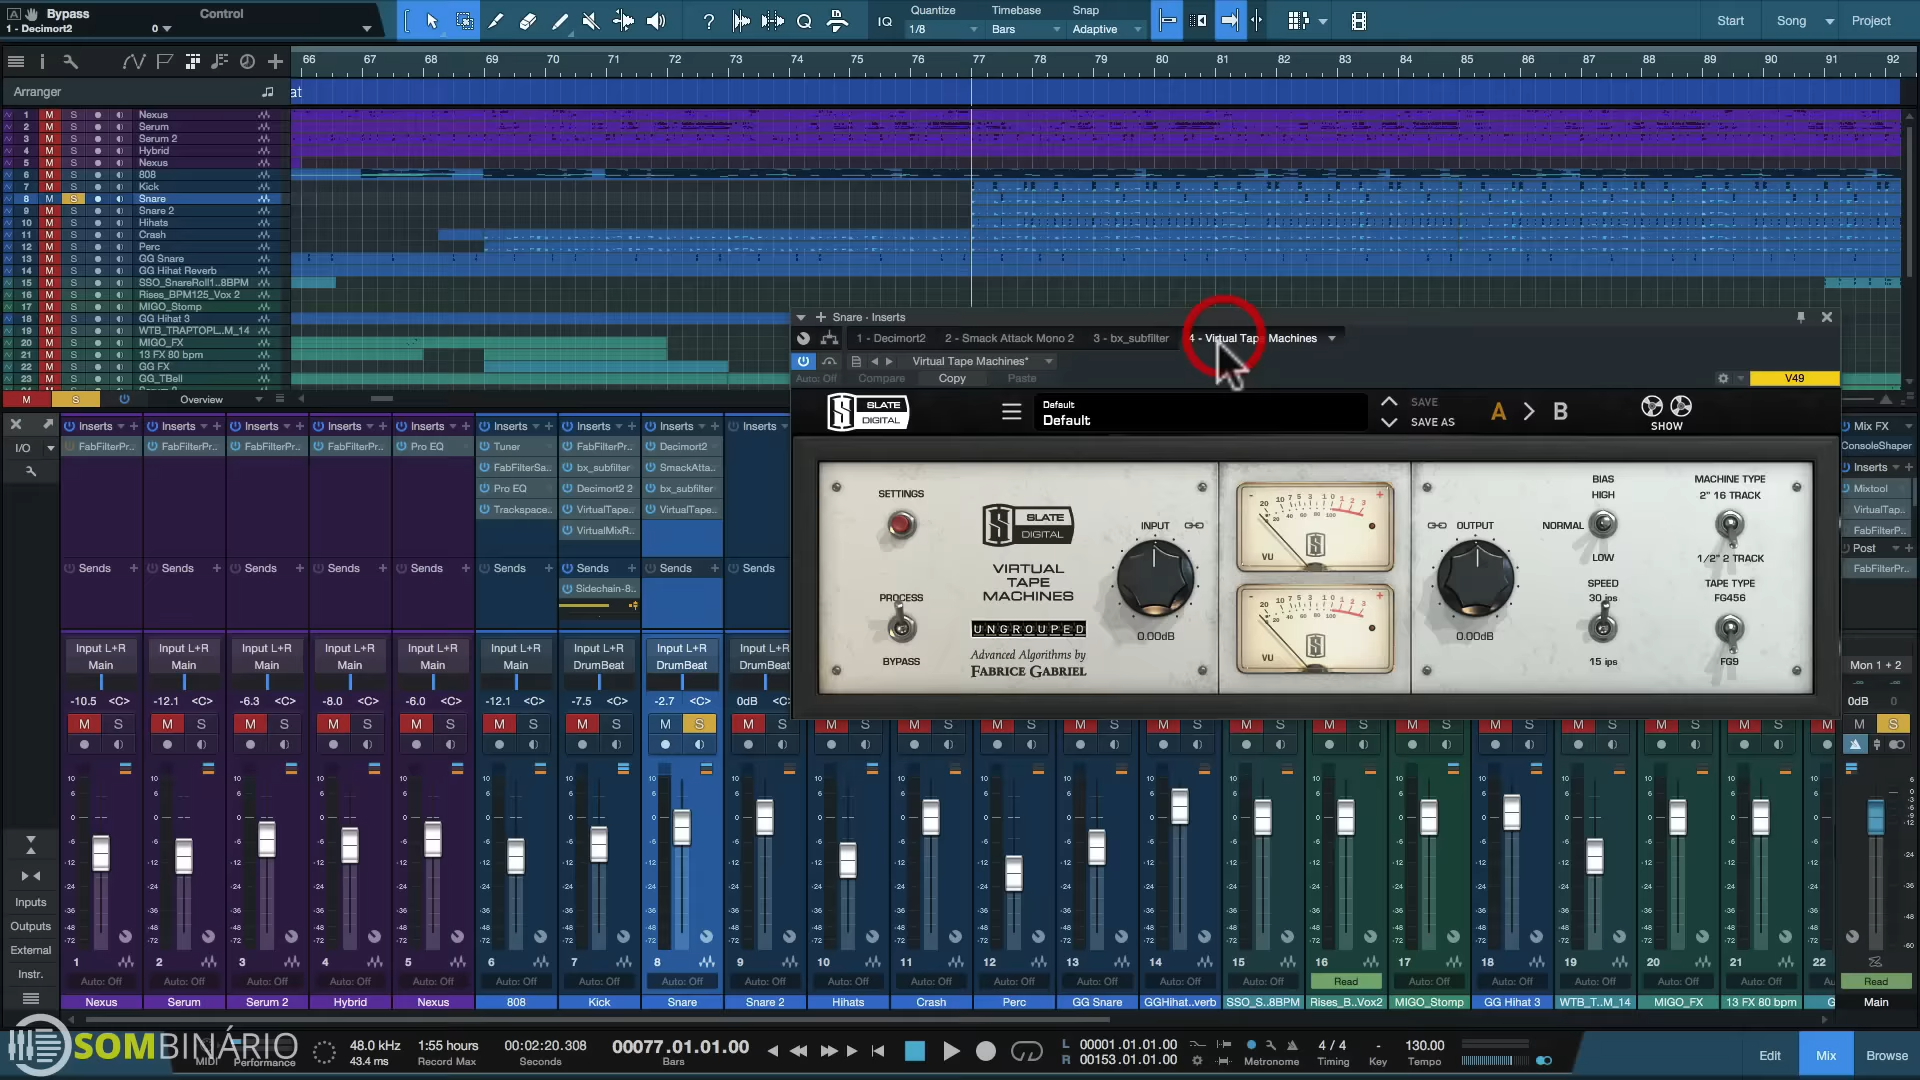 Bypass
Control
1 - Decimort2
0
IQ
Quantize
1/8
Timebase
Bars
Snap
Adaptive
Start
Song
Project
66 67 68 69 70 71 72 73 74 75 76 77 78 79 80 81 82 83 84 85 86 87 88 89 90 91 92
Arranger
at
1 M S Nexus
2 M S Serum
3 M S Serum 2
4 M S Hybrid
5 M S Nexus
6 M S 808
7 M S Kick
8 M S Snare
9 M S Snare 2
10 M S Hihats
11 M S Crash
12 M S Perc
13 M S GG Snare
14 M S GG Hihat Reverb
15 M S SSO_SnareRoll1..8BPM
16 M S Rises_BPM125_Vox 2
17 M S MIGO_Stomp
18 M S GG Hihat 3
19 M S WTB_TRAPTOPL..M_14
20 M S MIGO_FX
21 M S 13 FX 80 bpm
22 M S GG FX
23 M S GG_TBell
M S Overview
Snare - Inserts
1 - Decimort2 2 - Smack Attack Mono 2 3 - bx_subfilter 4 - Virtual Tape Machines
Virtual Tape Machines*
Auto: Off Compare Copy Paste
V49
SLATE DIGITAL
Default
Default
SAVE
SAVE AS
A > B
SHOW
SETTINGS
PROCESS
BYPASS
SLATE DIGITAL
VIRTUAL
TAPE
MACHINES
UNGROUPED
Advanced Algorithms by
FABRICE GABRIEL
INPUT
0.00dB
VU
VU
OUTPUT
0.00dB
BIAS
HIGH
NORMAL
LOW
SPEED
30 ips
15 ips
MACHINE TYPE
2" 16 TRACK
1/2" 2 TRACK
TAPE TYPE
FG456
FG9
I/O
Inserts Inserts Inserts Inserts Inserts Inserts Inserts Inserts Inserts
FabFilterPr.. FabFilterPr.. FabFilterPr.. FabFilterPr.. Pro EQ Tuner FabFilterPr.. Decimort2
FabFilterSa.. bx_subfilter SmackAtta..
Pro EQ Decimort2 2 bx_subfilter
Trackspace.. VirtualTape.. VirtualTape..
VirtualMixR..
Sends Sends Sends Sends Sends Sends Sends Sends Sends
Sidechain-8..
Mix FX
ConsoleShaper
Inserts
Mixtool
VirtualTap..
FabFilterP..
Post
FabFilterP..
Input L+R Input L+R Input L+R Input L+R Input L+R Input L+R Input L+R Input L+R Input L+R
Main Main Main Main Main Main DrumBeat DrumBeat DrumBeat
Mon 1 + 2
-10.5 <C> -12.1 <C> -6.3 <C> -8.0 <C> -6.0 <C> -12.1 <C> -7.5 <C> -2.7 <C> 0dB <C>
0dB 0
M S M S M S M S M S M S M S M S M S M S M S M S M S M S M S M S M S M S M S M S M S M S
10 6 0 -6 -12 -24 -36 -48 -72
Inputs
Outputs
External
Instr.
1 2 3 4 5 6 7 8 9 10 11 12 13 14 15 16 17 18 19 20 21 22
Auto: Off Auto: Off Auto: Off Auto: Off Auto: Off Auto: Off Auto: Off Auto: Off Auto: Off Auto: Off Auto: Off Auto: Off Auto: Off Auto: Off Auto: Off Read Auto: Off Auto: Off Auto: Off Auto: Off Auto: Off Read
Nexus Serum Serum 2 Hybrid Nexus 808 Kick Snare Snare 2 Hihats Crash Perc GG Snare GGHihat..verb SSO_S..8BPM Rises_B..Vox2 MIGO_Stomp GG Hihat 3 WTB_T..M_14 MIGO_FX 13 FX 80 bpm G Main
SOMBINÁRIO
MIDI
Performance
48.0 kHz
43.4 ms
1:55 hours
Record Max
00:02:20.308
Seconds
00077.01.01.00
Bars
L 00001.01.01.00
R 00153.01.01.00
Metronome
4 / 4
Timing
-
Key
130.00
Tempo
Edit
Mix
Browse